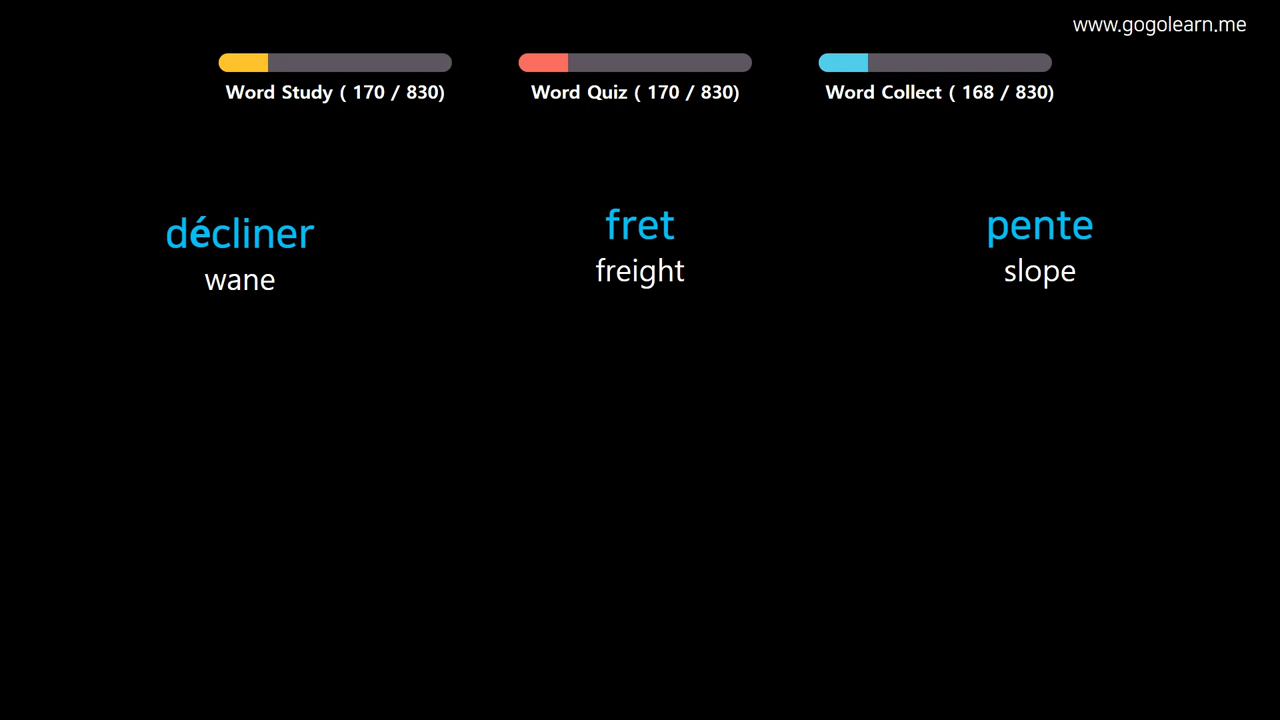 www.gogolearn.me
Word Study ( 170 / 830)
Word Quiz ( 170 / 830)
Word Collect ( 168 / 830)
décliner
wane
fret
freight
pente
slope